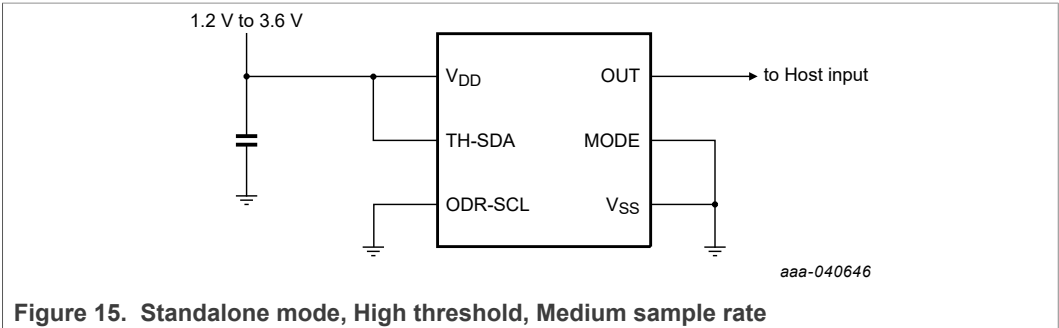 1.2 V to 3.6 V
VDD
OUT
to Host input
TH-SDA
MODE
ODR-SCL
VSS
aaa-040646
Figure 15. Standalone mode, High threshold, Medium sample rate